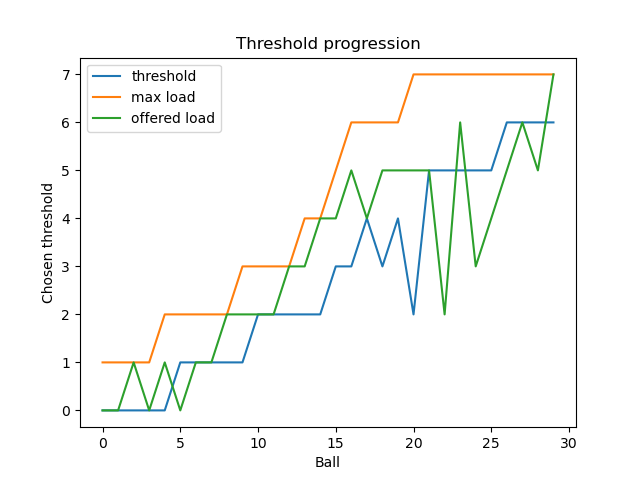 Threshold progression
threshold
max load
offered load
Chosen threshold
7
6
5
4
3
2
1
0
0 5 10 15 20 25 30
Ball